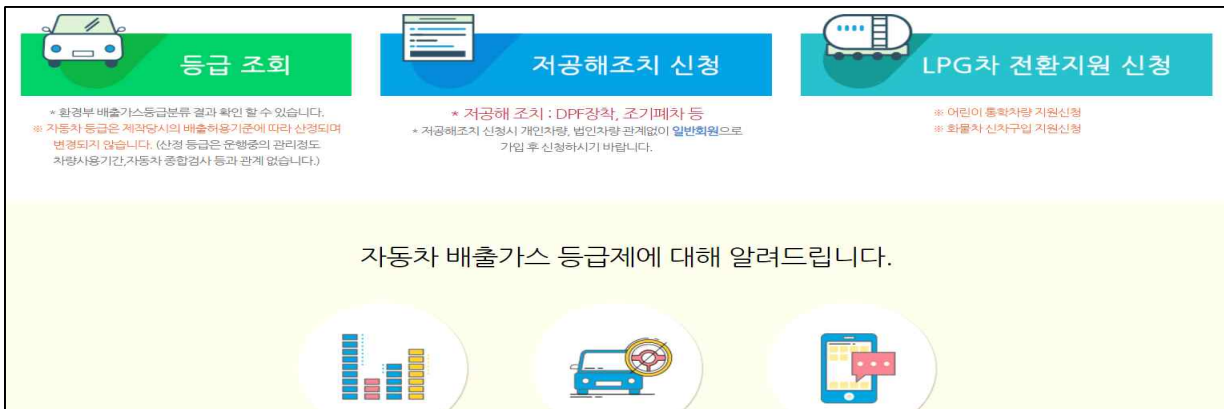 등급 조회
* 환경부 배출가스등급분류 결과 확인 할 수 있습니다.
※ 자동차 등급은 제작당시의 배출허용기준에 따라 산정되며
변경되지 않습니다. (산정 등급은 운행중의 관리정도
차량사용기간,자동차 종합검사 등과 관계 없습니다.)
저공해조치 신청
* 저공해 조치 : DPF장착, 조기폐차 등
* 저공해조치 신청시 개인차량, 법인차량 관계없이 일반회원으로
가입 후 신청하시기 바랍니다.
LPG차 전환지원 신청
※ 어린이 통학차량 지원신청
※ 화물차 신차구입 지원신청
자동차 배출가스 등급제에 대해 알려드립니다.